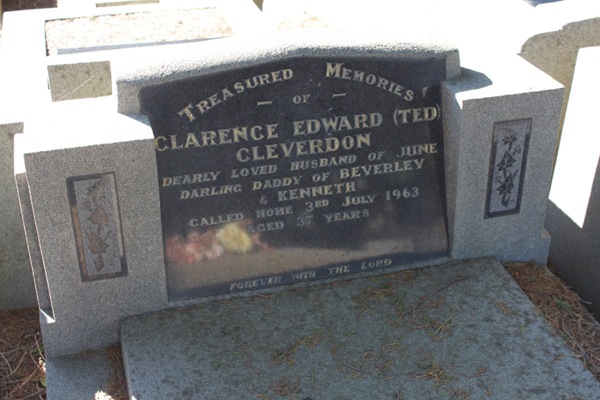 TREASURED MEMORIES
— OF —
CLARENCE EDWARD (TED)
CLEVERDON
DEARLY LOVED HUSBAND OF JUNE
DARLING DADDY OF BEVERLEY
& KENNETH
CALLED HOME 3RD JULY 1963
AGED 37 YEARS
FOREVER WITH THE LORD